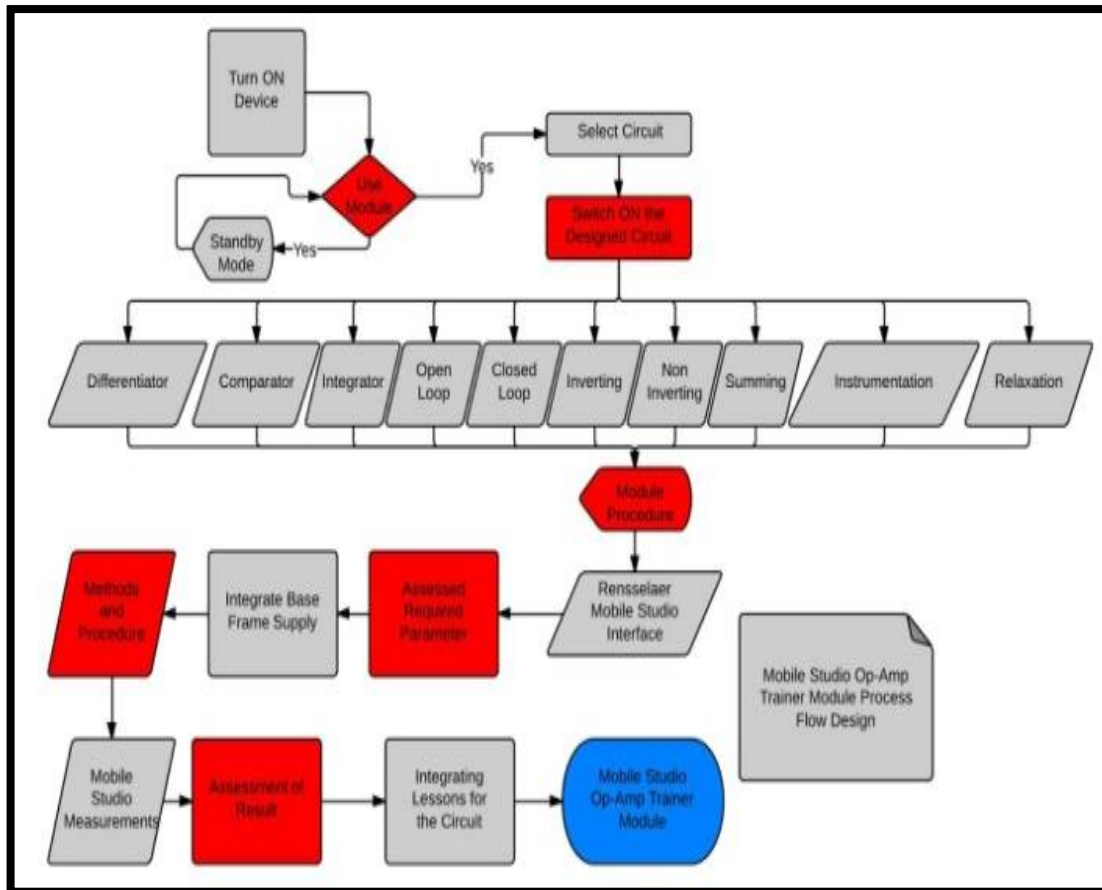 Turn ON
Device
Select Circuit
Yes
Use
Module
Switch ON the
Designed Circuit
Standby
Mode
Yes
Differentiator
Comparator
Integrator
Open
Loop
Closed
Loop
Inverting
Non
Inverting
Summing
Instrumentation
Relaxation
Module
Procedure
Methods
and
Procedure
Integrate Base
Frame Supply
Assessed
Required
Parameter
Rensselaer
Mobile Studio
Interface
Mobile Studio Op-Amp
Trainer Module Process
Flow Design
Mobile
Studio
Measurements
Assessment of
Result
Integrating
Lessons for
the Circuit
Mobile Studio
Op-Amp Trainer
Module